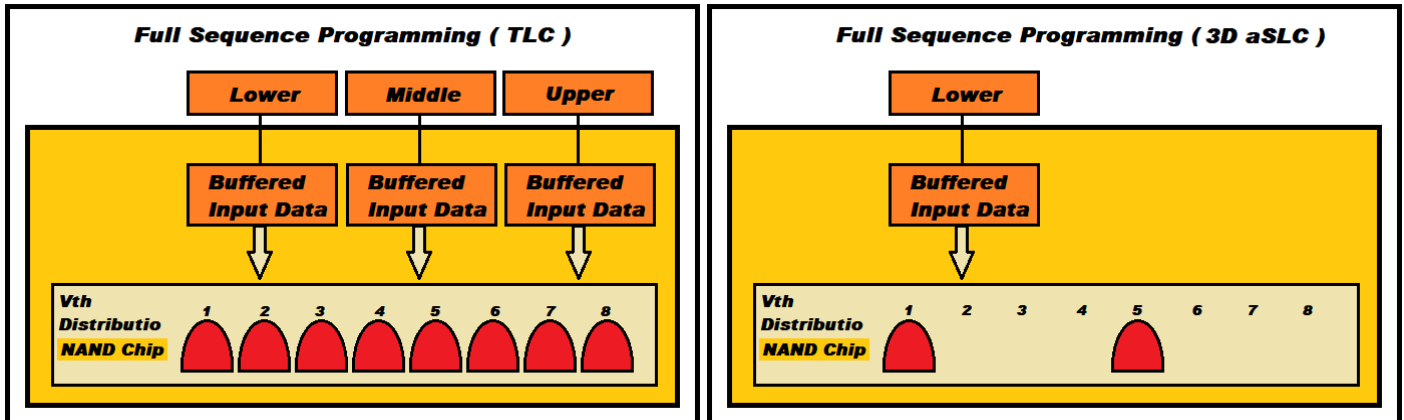 Full Sequence Programming ( TLC )
Lower Middle Upper
Buffered Buffered Buffered
Input Data Input Data Input Data
Vth
Distributio
NAND Chip
1 2 3 4 5 6 7 8
Full Sequence Programming ( 3D aSLC )
Lower
Buffered
Input Data
Vth
Distributio
NAND Chip
1 2 3 4 5 6 7 8